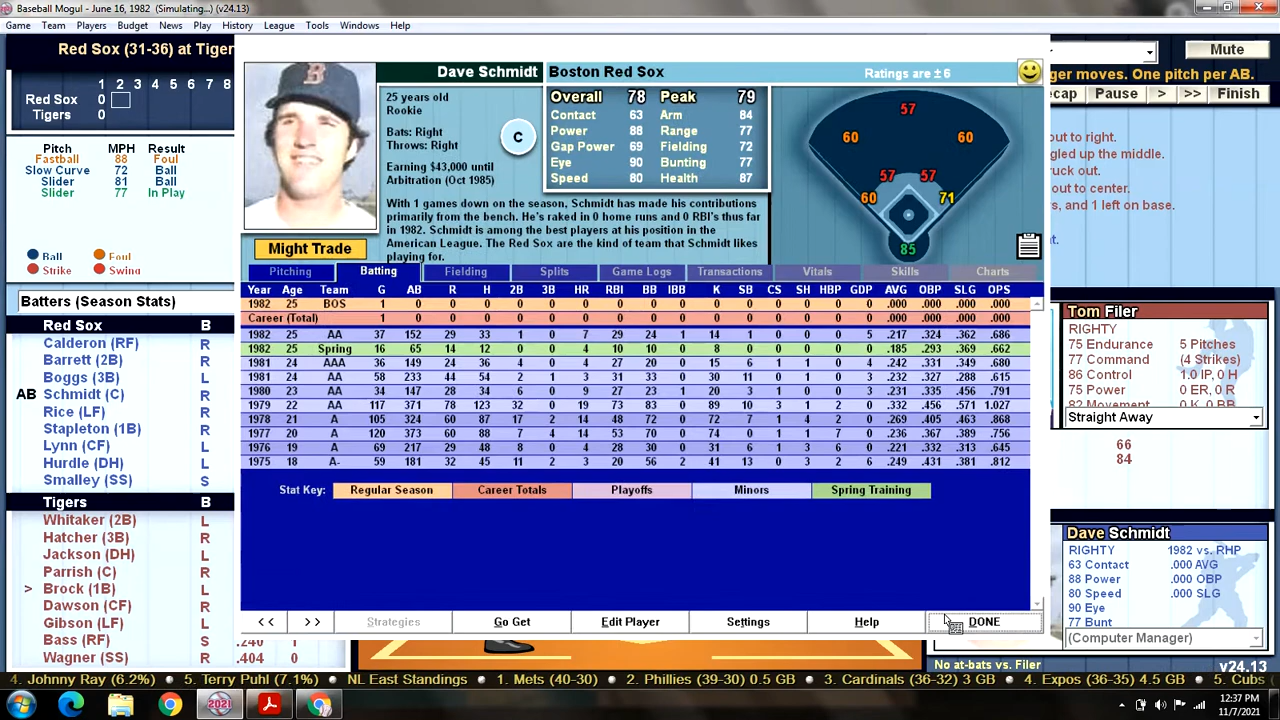 Baseball Mogul - June 16, 1982 (Simulating...) (v24.13)
Game Team Players Budget News Play History League Tools Windows Help
Red Sox (31-36) at Tiger
1 2 3 4 5 6 7 8
Red Sox 0
Tigers 0
Pitch MPH Result
Fastball 88 Foul
Slow Curve 72 Ball
Slider 81 Ball
Slider 77 In Play
Ball Foul
Strike Swing
Batters (Season Stats)
Red Sox B
Calderon (RF) R
Barrett (2B) R
Boggs (3B) L
AB Schmidt (C) R
Rice (LF) R
Stapleton (1B) R
Lynn (CF) L
Hurdle (DH) L
Smalley (SS) S
Tigers B
Whitaker (2B) L
Hatcher (3B) R
Jackson (DH) L
Parrish (C) R
> Brock (1B) L
Dawson (CF) R
Gibson (LF) L
Bass (RF) S .240 1
Wagner (SS) R .404 0
Dave Schmidt
Boston Red Sox
Ratings are ± 6
25 years old
Rookie
Bats: Right
Throws: Right
Earning $43,000 until
Arbitration (Oct 1985)
C
Overall 78 Peak 79
Contact 63 Arm 84
Power 88 Range 77
Gap Power 69 Fielding 72
Eye 90 Bunting 77
Speed 80 Health 87
With 1 games down on the season, Schmidt has made his contributions
primarily from the bench. He's raked in 0 home runs and 0 RBI's thus far
in 1982. Schmidt is among the best players at his position in the
American League. The Red Sox are the kind of team that Schmidt likes
playing for.
57
60 60
57 57
60 71
85
Might Trade
Pitching Batting Fielding Splits Game Logs Transactions Vitals Skills Charts
Year Age Team G AB R H 2B 3B HR RBI BB IBB K SB CS SH HBP GDP AVG OBP SLG OPS
1982 25 BOS 1 0 0 0 0 0 0 0 0 0 0 0 0 0 0 0 .000 .000 .000 .000
Career (Total) 1 0 0 0 0 0 0 0 0 0 0 0 0 0 0 0 .000 .000 .000 .000
1982 25 AA 37 152 29 33 1 0 7 29 24 1 14 1 0 0 0 5 .217 .324 .362 .686
1982 25 Spring 16 65 14 12 0 0 4 10 10 0 8 0 0 0 0 0 .185 .293 .369 .662
1981 24 AAA 36 149 24 36 4 0 4 27 20 0 15 6 1 0 0 4 .242 .331 .349 .680
1981 24 AA 58 233 44 54 2 1 3 31 33 0 30 11 2 1 0 3 .232 .327 .288 .615
1980 23 AA 34 147 28 34 6 0 9 27 23 1 20 3 1 0 0 3 .231 .335 .456 .791
1979 22 AA 117 371 78 123 32 0 19 73 83 1 89 10 3 1 2 0 .332 .456 .571 1.027
1978 21 A 105 324 60 87 17 2 14 48 72 0 72 7 1 4 2 0 .269 .405 .463 .868
1977 20 A 120 373 60 88 7 4 14 53 70 0 74 0 1 1 7 0 .236 .367 .389 .756
1976 19 A 69 217 29 48 8 0 4 28 30 0 31 6 1 3 6 0 .221 .332 .313 .645
1975 18 A- 59 181 32 45 11 2 3 20 56 2 41 13 0 3 2 6 .249 .431 .381 .812
Stat Key: Regular Season Career Totals Playoffs Minors Spring Training
<< >> Strategies Go Get Edit Player Settings Help DONE
Mute
ger moves. One pitch per AB.
cap Pause > >> Finish
out to right.
gled up the middle.
ruck out.
out to center.
s, and 1 left on base.
Tom Filer
RIGHTY
75 Endurance 5 Pitches
77 Command (4 Strikes)
86 Control 1.0 IP, 0 H
75 Power 0 ER, 0 R
82 Movement 0 K, 0 BB
Straight Away
66
84
Dave Schmidt
RIGHTY 1982 vs. RHP
63 Contact .000 AVG
88 Power .000 OBP
80 Speed .000 SLG
90 Eye
77 Bunt
(Computer Manager)
No at-bats vs. Filer
v24.13
4. Johnny Ray (6.2%) • 5. Terry Puhl (7.1%) • NL East Standings • 1. Mets (40-30) • 2. Phillies (39-30) 0.5 GB • 3. Cardinals (36-32) 3 GB • 4. Expos (36-35) 4.5 GB • 5. Cubs
2021
12:37 PM
11/7/2021